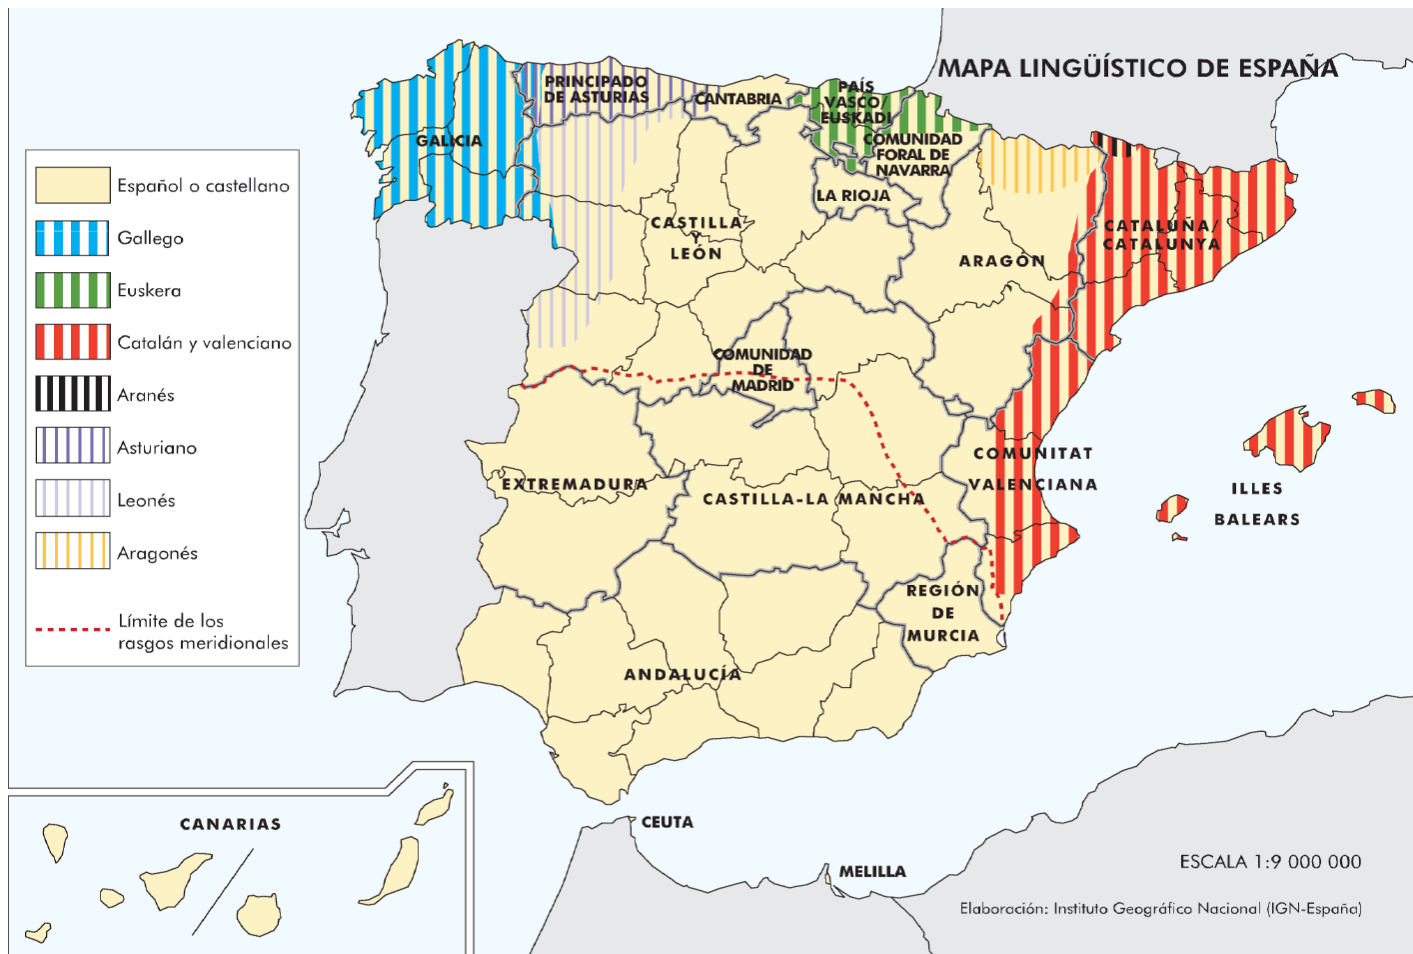 MAPA LINGÜÍSTICO DE ESPAÑA
Español o castellano
Gallego
Euskera
Catalán y valenciano
Aranés
Asturiano
Leonés
Aragonés
Límite de los
rasgos meridionales
GALICIA
PRINCIPADO
DE ASTURIAS
CANTABRIA
PAÍS
VASCO/
EUSKADI
COMUNIDAD
FORAL DE
NAVARRA
LA RIOJA
CASTILLA
Y
LEÓN
ARAGÓN
CATALUÑA/
CATALUNYA
COMUNIDAD
DE
MADRID
EXTREMADURA
CASTILLA-LA MANCHA
COMUNITAT
VALENCIANA
ILLES
BALEARS
REGIÓN
DE
MURCIA
ANDALUCÍA
CANARIAS
CEUTA
MELILLA
ESCALA 1:9 000 000
Elaboración: Instituto Geográfico Nacional (IGN-España)